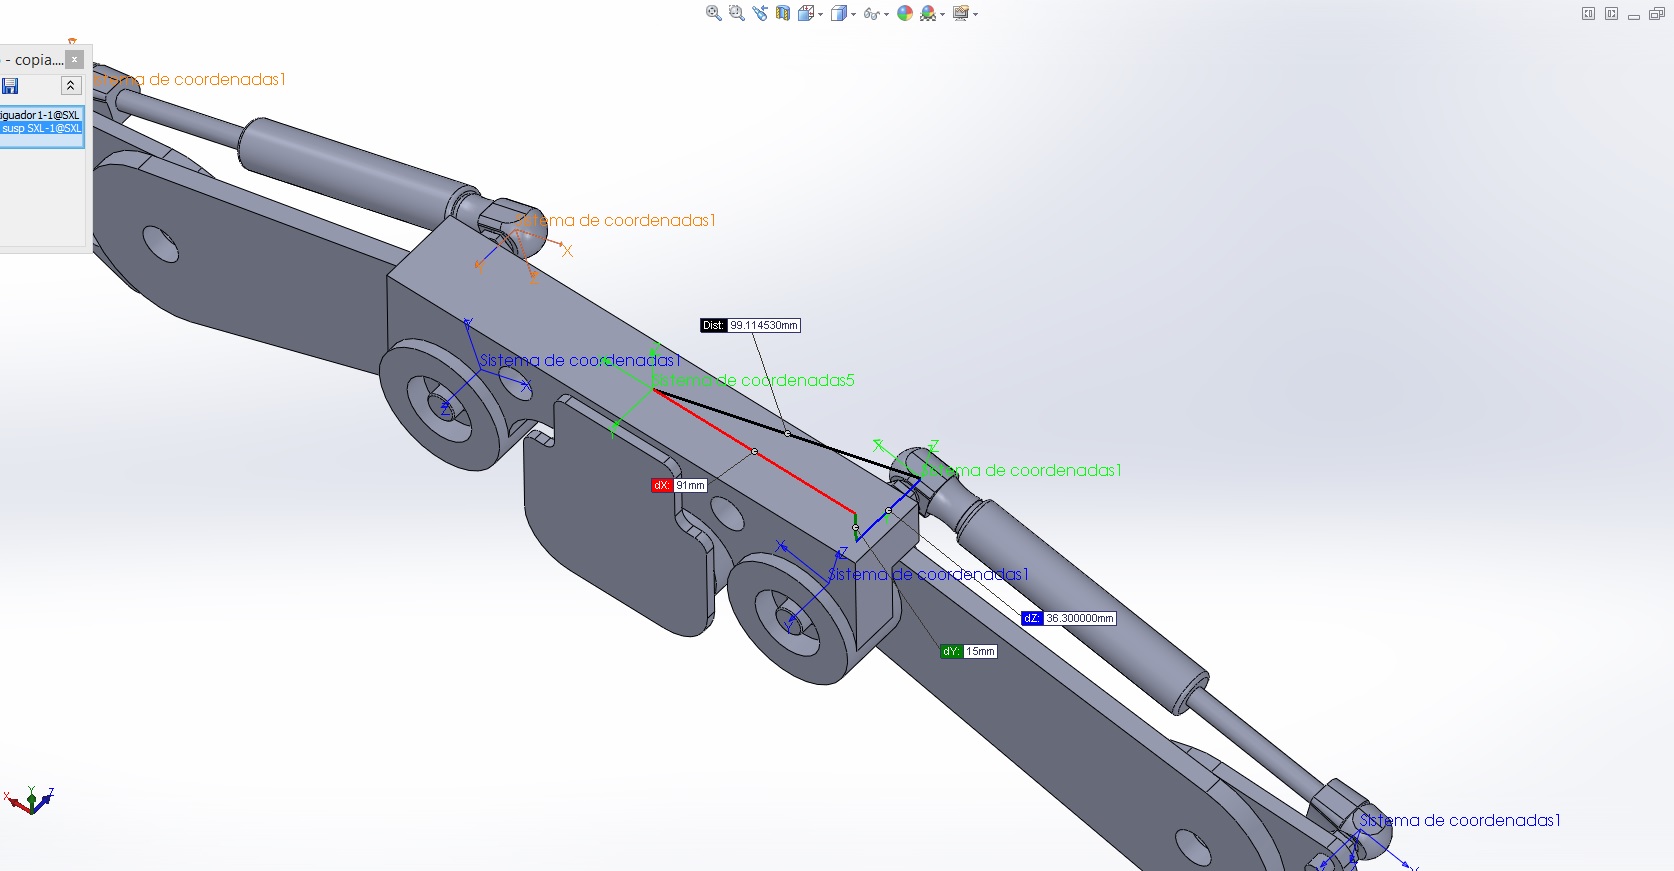 - copia....
iguador1-1@SXL
susp SXL-1@SXL
stema de coordenadas1
Sistema de coordenadas1
X
Dist: 99.114530mm
Y
Sistema de coordenadas1
X
Z
Sistema de coordenadas5
Y
dX: 91mm
X
Z
Sistema de coordenadas1
X
Z
Sistema de coordenadas1
Y
dZ: 36.300000mm
dY: 15mm
X
Y
Z
Sistema de coordenadas1